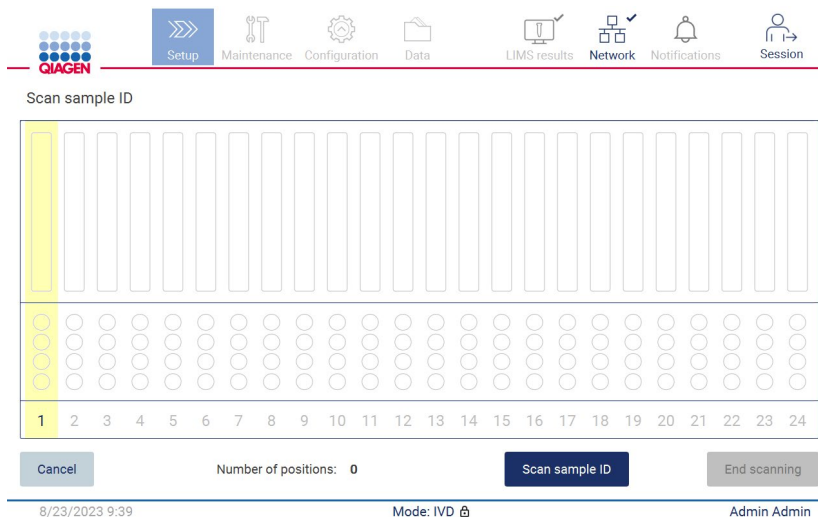 QIAGEN
Setup Maintenance Configuration Data LIMS results Network Notifications Session
Scan sample ID
1 2 3 4 5 6 7 8 9 10 11 12 13 14 15 16 17 18 19 20 21 22 23 24
Cancel Number of positions: 0 Scan sample ID End scanning
8/23/2023 9:39 Mode: IVD Admin Admin